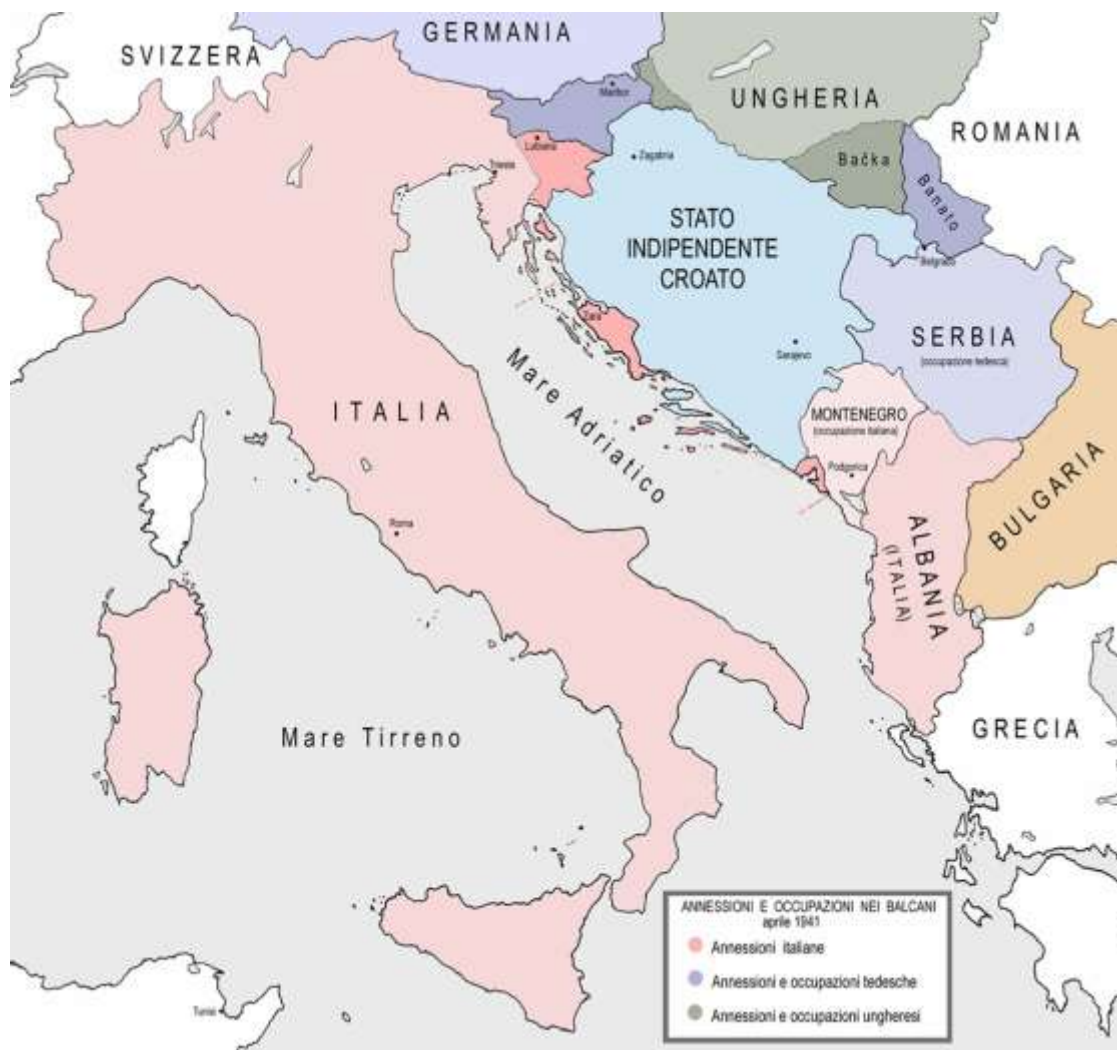 GERMANIA
SVIZZERA
Maribor
UNGHERIA
ROMANIA
Lubiana
Zagabria
Bačka
Trieste
Banato
STATO
INDIPENDENTE
CROATO
Belgrado
Zara
Sarajevo
SERBIA
(occupazione tedesca)
Mare Adriatico
ITALIA
MONTENEGRO
(occupazione italiana)
Podgorica
BULGARIA
Roma
ALBANIA
(ITALIA)
GRECIA
Mare Tirreno
ANNESSIONI E OCCUPAZIONI NEI BALCANI
aprile 1941
Annessioni italiane
Annessioni e occupazioni tedesche
Annessioni e occupazioni ungheresi
Tunisi